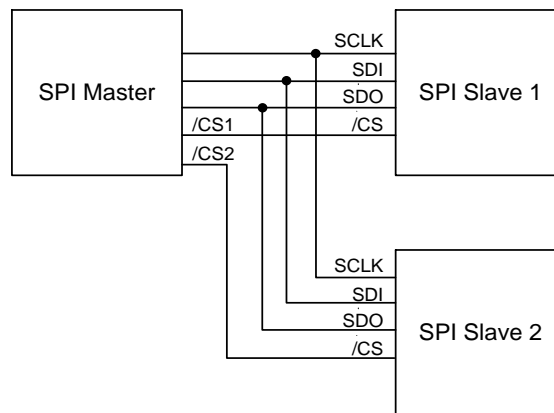 SPI Master
/CS1
/CS2
SCLK
SDI
SDO
/CS
SPI Slave 1
SCLK
SDI
SDO
/CS
SPI Slave 2